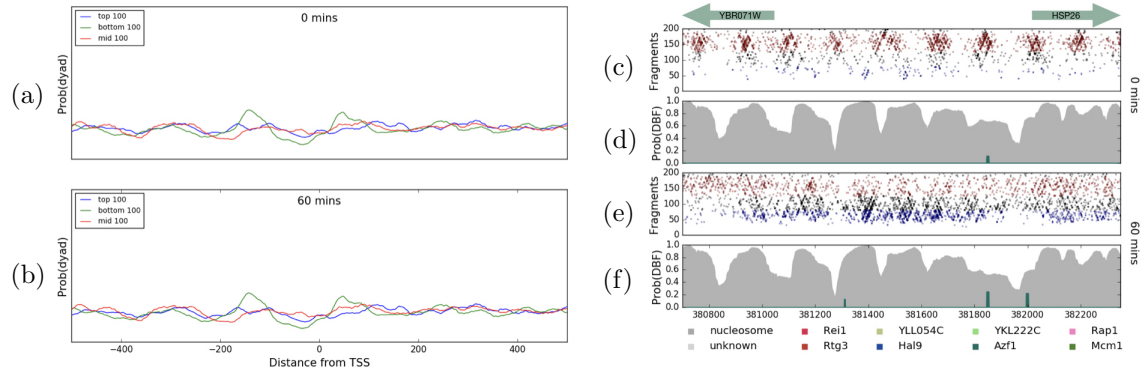 (a)
Prob(dyad)
top 100
bottom 100
mid 100
0 mins
(b)
Prob(dyad)
top 100
bottom 100
mid 100
60 mins
−400 −200 0 200 400
Distance from TSS
YBR071W HSP26
(c)
Fragments
200
150
100
50
0
0 mins
(d)
Prob(DBF)
1.0
0.8
0.6
0.4
0.2
0.0
(e)
Fragments
200
150
100
50
0
60 mins
(f)
Prob(DBF)
1.0
0.8
0.6
0.4
0.2
0.0
380800 381000 381200 381400 381600 381800 382000 382200
nucleosome Rei1 YLL054C YKL222C Rap1
unknown Rtg3 Hal9 Azf1 Mcm1